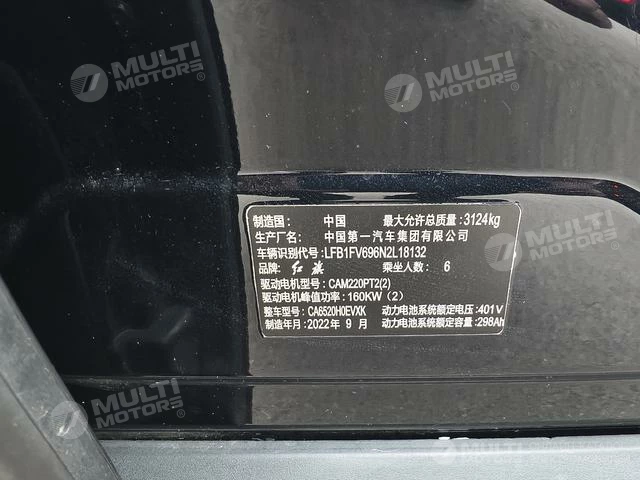 MULTI
MOTORS
MULTI
MOTORS
制造国： 中国 最大允许总质量：3124kg
生产厂名： 中国第一汽车集团有限公司
车辆识别代号：LFB1FV696N2L18132
品牌：红旗 乘坐人数： 6
驱动电机型号：CAM220PT2(2)
驱动电机峰值功率：160KW（2）
整车型号：CA6520H0EVXK 动力电池系统额定电压：401V
制造年月：2022年9月 动力电池系统额定容量：298Ah
MULTI
MOTORS
MULTI
MOTORS